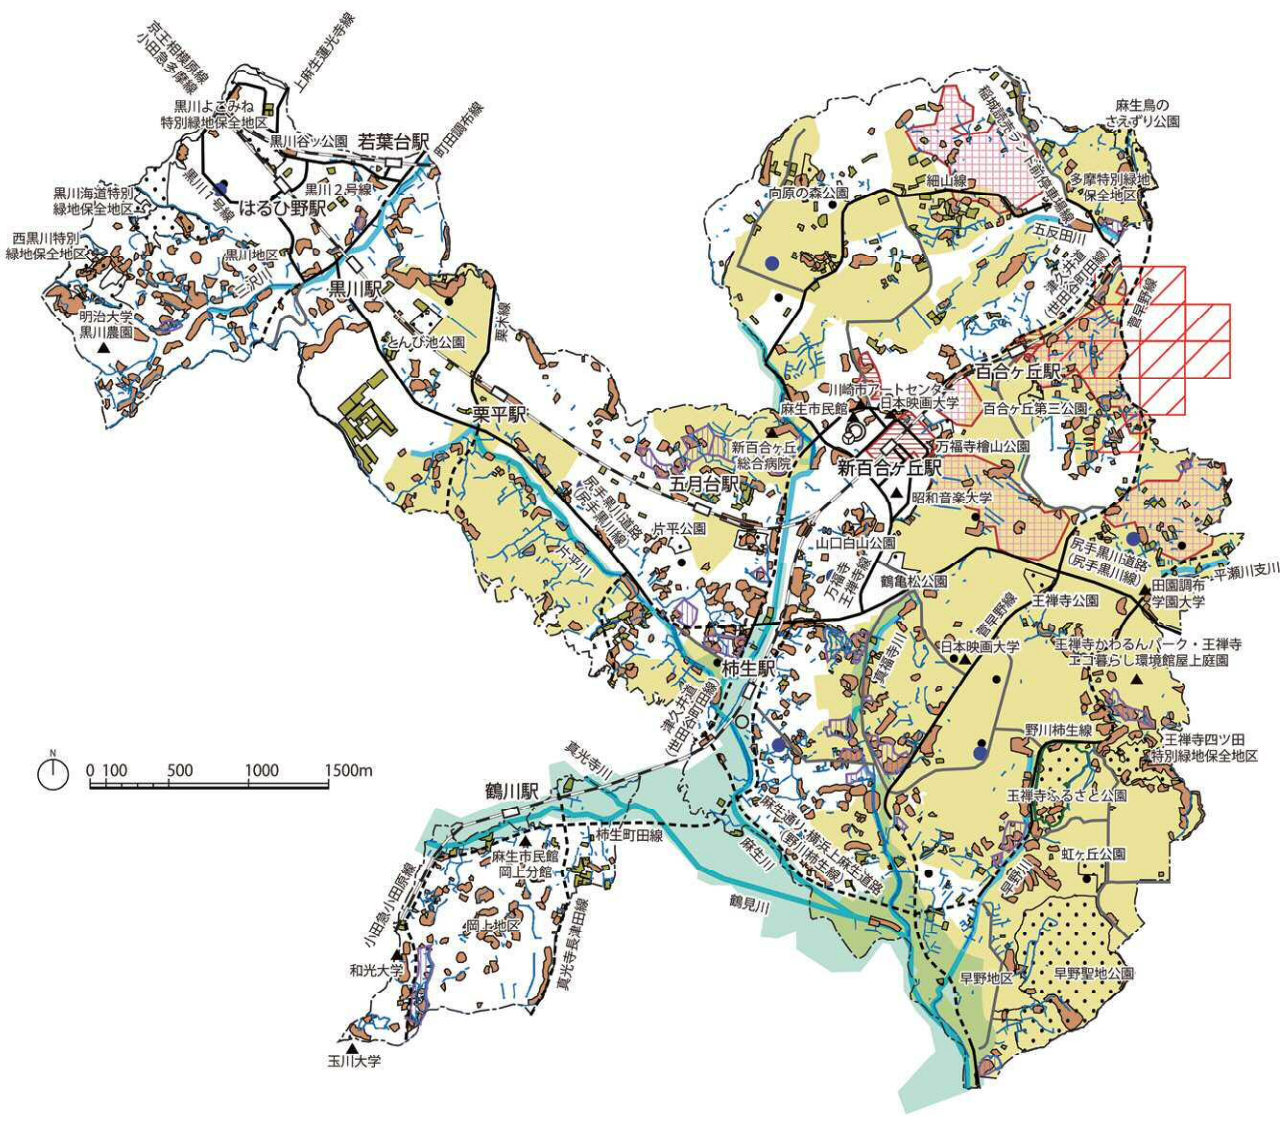 京王相模原線
小田急多摩線
上麻生蓮光寺線
黒川よこみね
特別緑地保全地区
黒川谷ッ公園
若葉台駅
町田調布線
黒川1号線
黒川2号線
はるひ野駅
黒川海道特別
緑地保全地区
西黒川特別
緑地保全地区
黒川地区
三沢川
黒川駅
明治大学
黒川農園
とんび池公園
栗木線
栗平駅
稲城読売ランド前停車場線
麻生鳥の
さえずり公園
細山線
向原の森公園
多摩特別緑地
保全地区
五反田川
津久井道
(世田谷町田線)
菅早野線
百合ヶ丘駅
川崎市アートセンター
日本映画大学
麻生市民館
百合ヶ丘第三公園
新百合ヶ丘
総合病院
万福寺檜山公園
新百合ヶ丘駅
五月台駅
昭和音楽大学
尻手黒川道路
(尻手黒川線)
片平公園
片平川
山口白山公園
万福寺
王禅寺線
鶴亀松公園
尻手黒川道路
(尻手黒川線)
平瀬川支川
田園調布
学園大学
王禅寺公園
菅早野線
日本映画大学
真福寺川
王禅寺かわるんパーク・王禅寺
エコ暮らし環境館屋上庭園
柿生駅
津久井道
(世田谷町田線)
野川柿生線
王禅寺四ツ田
特別緑地保全地区
王禅寺ふるさと公園
N
0 100 500 1000 1500m
真光寺川
鶴川駅
柿生町田線
麻生市民館
岡上分館
麻生通り・横浜上麻生道路
(野川柿生線)
麻生川
虹ヶ丘公園
早野川
小田急小田原線
鶴見川
岡上地区
真光寺長津田線
和光大学
早野地区
早野聖地公園
玉川大学